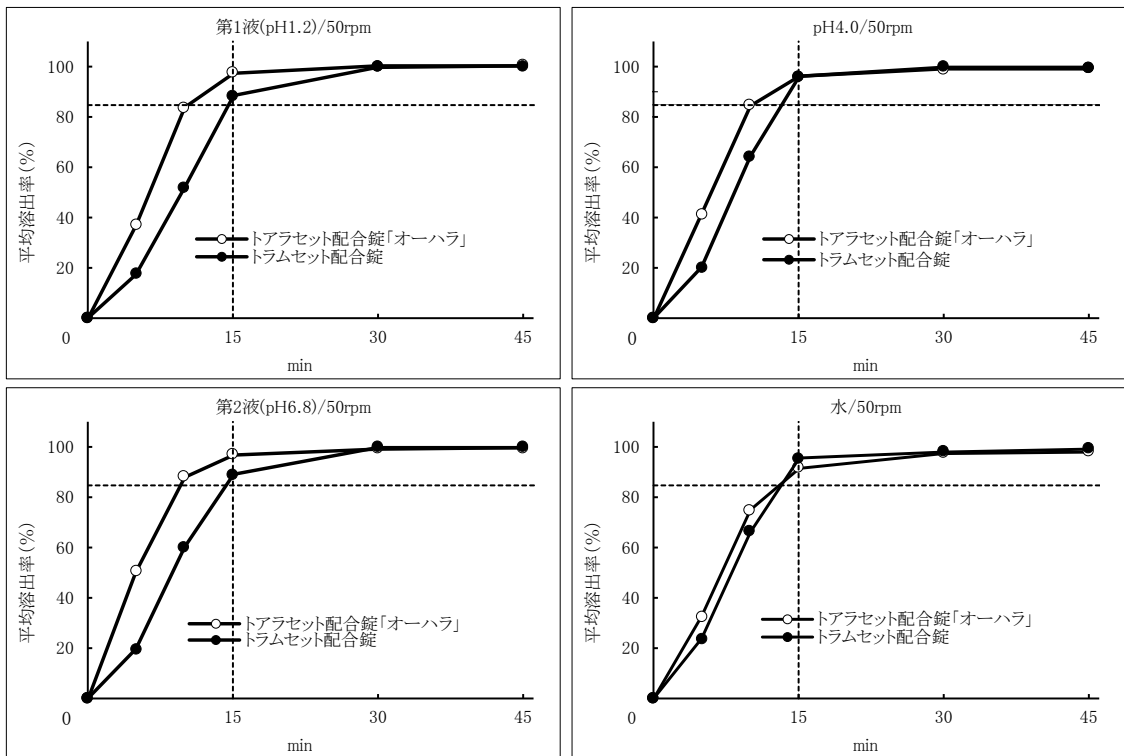 第1液(pH1.2)/50rpm
平均溶出率(%)
100
80
60
40
20
0
トアラセット配合錠「オーハラ」
トラムセット配合錠
15
30
45
min
pH4.0/50rpm
平均溶出率(%)
100
80
60
40
20
0
トアラセット配合錠「オーハラ」
トラムセット配合錠
15
30
45
min
第2液(pH6.8)/50rpm
平均溶出率(%)
100
80
60
40
20
0
トアラセット配合錠「オーハラ」
トラムセット配合錠
15
30
45
min
水/50rpm
平均溶出率(%)
100
80
60
40
20
0
トアラセット配合錠「オーハラ」
トラムセット配合錠
15
30
45
min